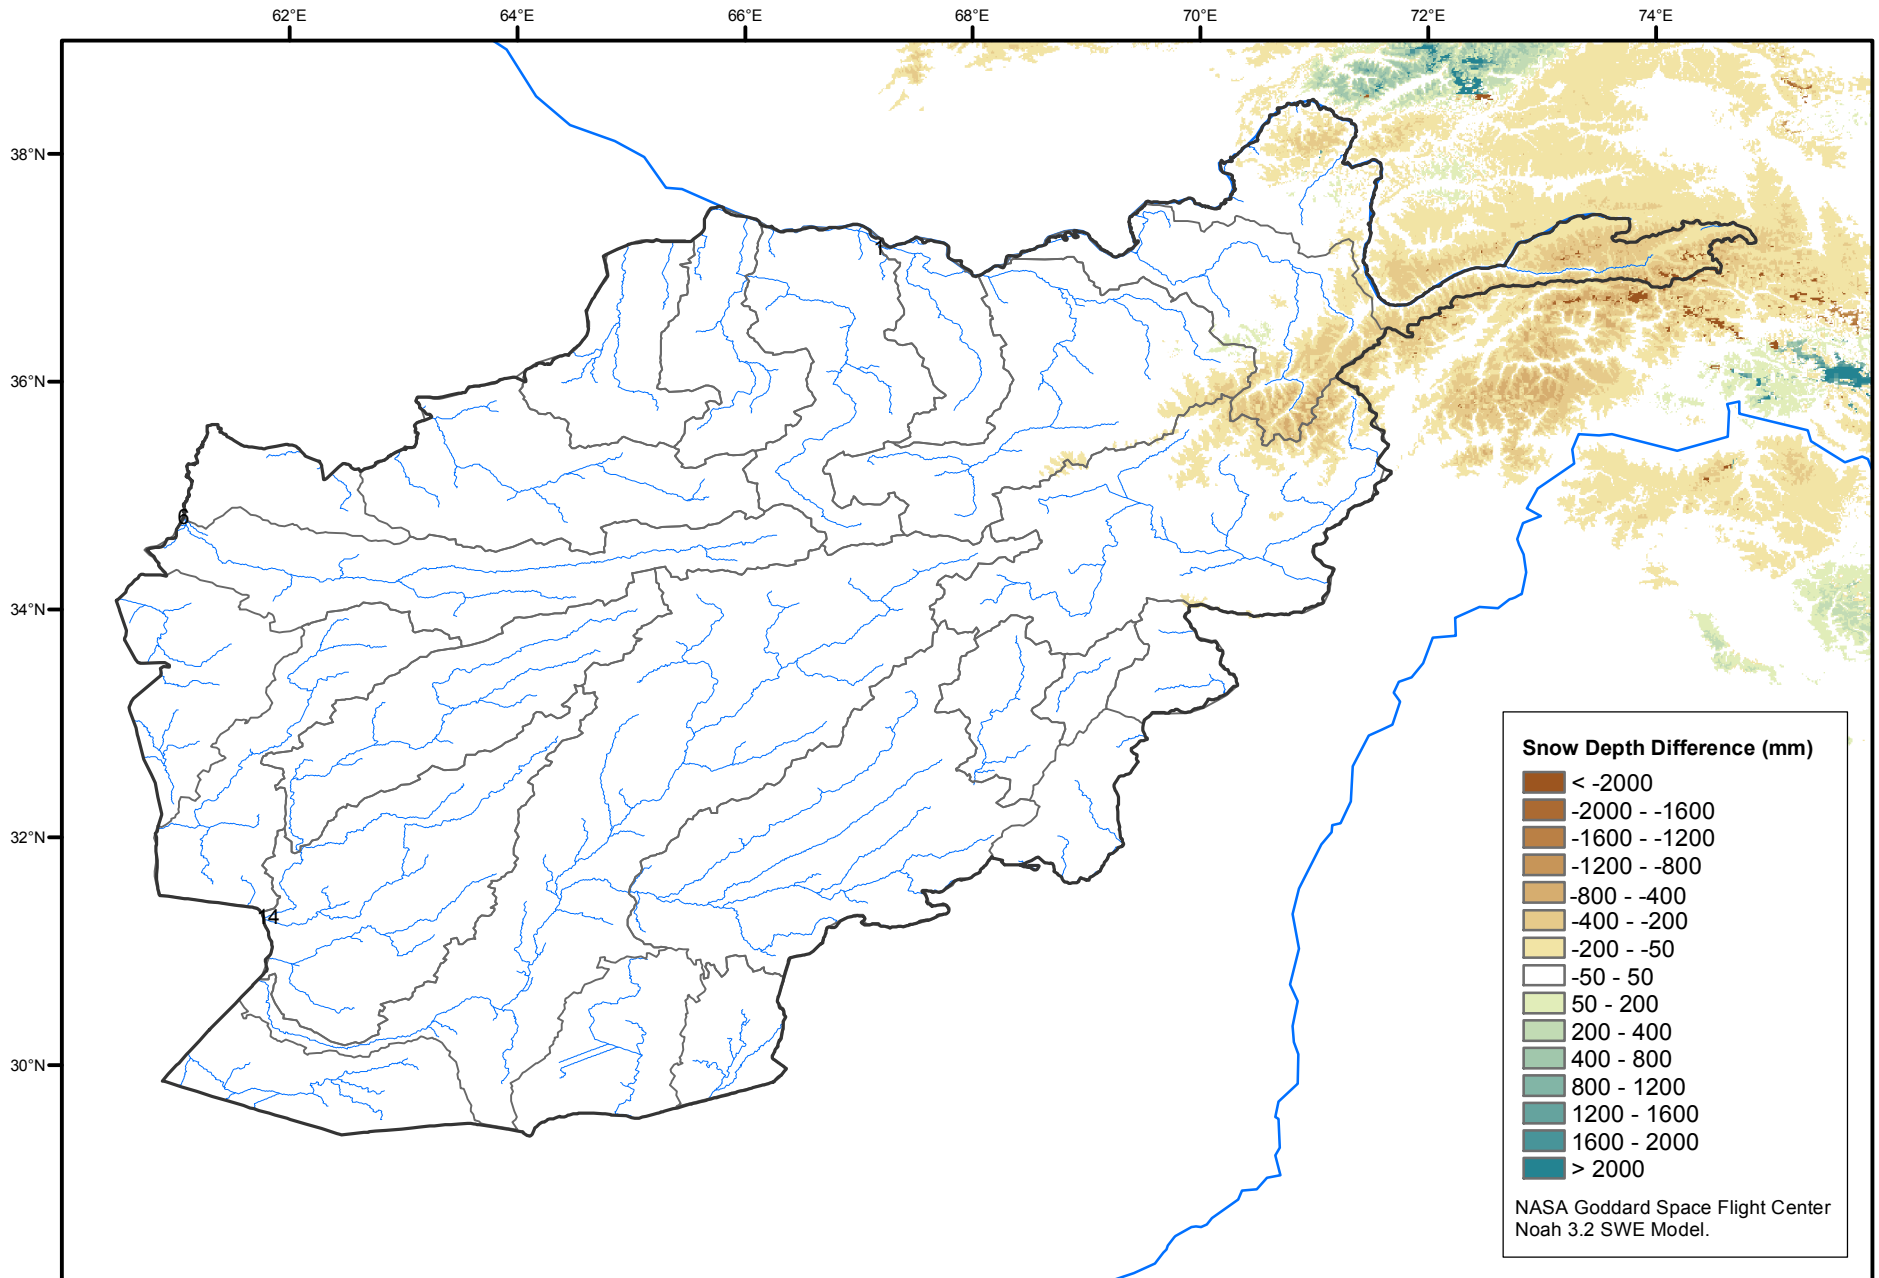 62°E 64°E 66°E 68°E 70°E 72°E 74°E
38°N
1
36°N
6
34°N
32°N
14
30°N
Snow Depth Difference (mm)
< -2000
-2000 - -1600
-1600 - -1200
-1200 - -800
-800 - -400
-400 - -200
-200 - -50
-50 - 50
50 - 200
200 - 400
400 - 800
800 - 1200
1200 - 1600
1600 - 2000
> 2000
NASA Goddard Space Flight Center
Noah 3.2 SWE Model.